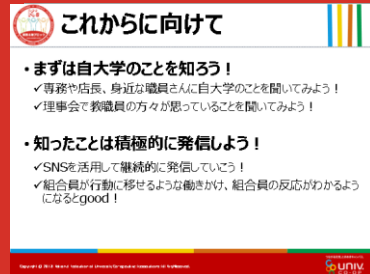 これからに向けて
・まずは自大学のことを知ろう！
✓専務や店長、身近な職員さんに自大学のことを聞いてみよう！
✓理事会で教職員の方々が思っていることを聞いてみよう！
・知ったことは積極的に発信しよう！
✓SNSを活用して継続的に発信していこう！
✓組合員が行動に移せるような働きかけ、組合員の反応がわかるよう
になるとgood！
UNIV.
CO-OP